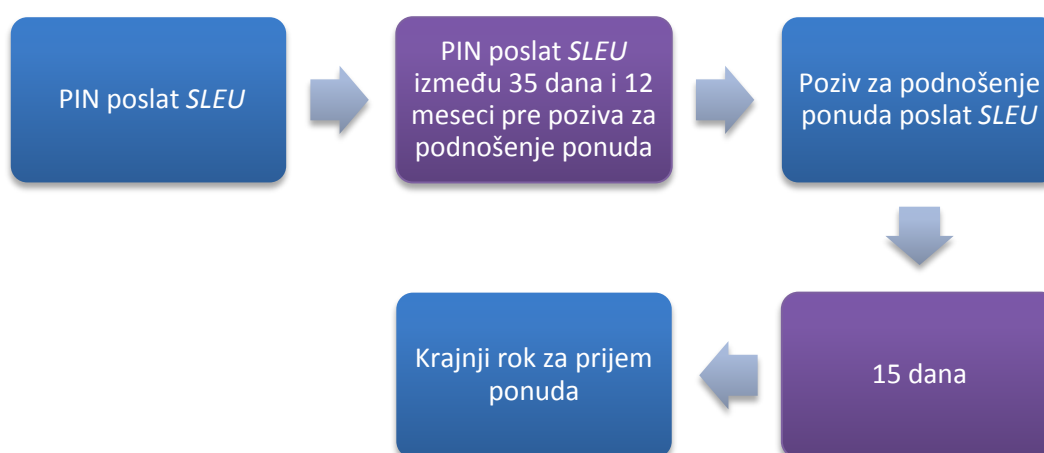 PIN poslat SLEU
PIN poslat SLEU
između 35 dana i 12
meseci pre poziva za
podnošenje ponuda
Poziv za podnošenje
ponuda poslat SLEU
15 dana
Krajnji rok za prijem
ponuda